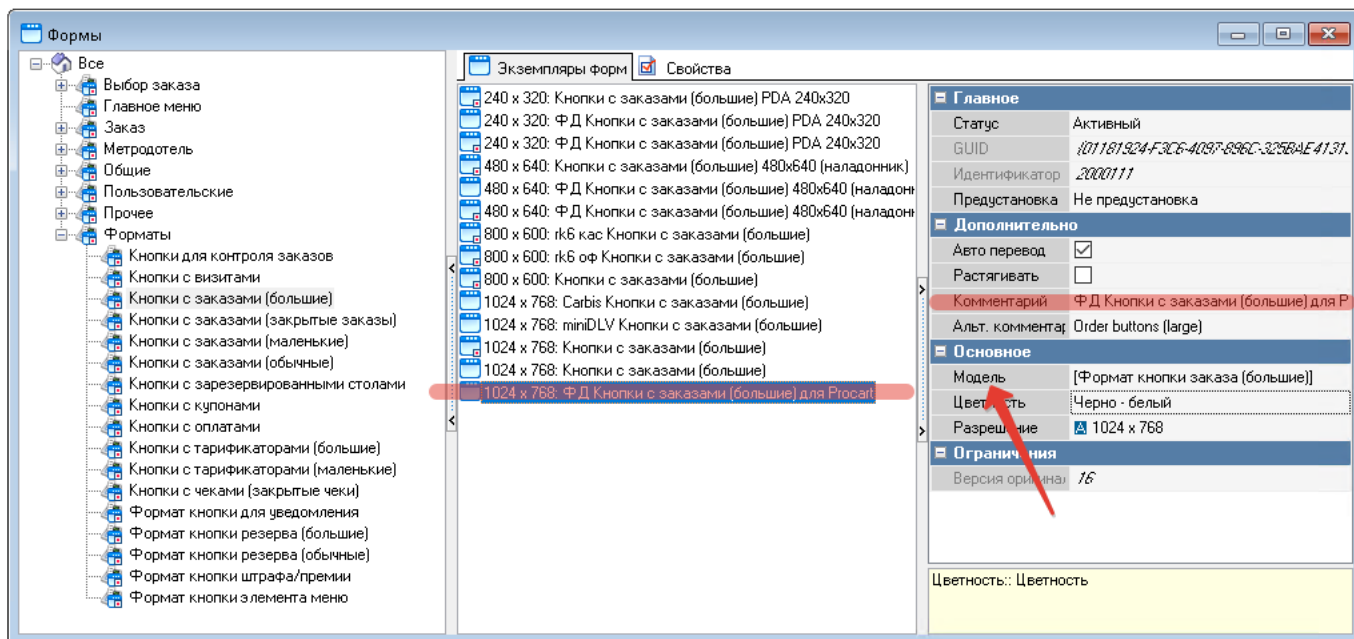 Формы
Все
Выбор заказа
Главное меню
Заказ
Метродотель
Общие
Пользовательские
Прочее
Форматы
Кнопки для контроля заказов
Кнопки с визитами
Кнопки с заказами (большие)
Кнопки с заказами (закрытые заказы)
Кнопки с заказами (маленькие)
Кнопки с заказами (обычные)
Кнопки с зарезервированными столами
Кнопки с купонами
Кнопки с оплатами
Кнопки с тарификаторами (большие)
Кнопки с тарификаторами (маленькие)
Кнопки с чеками (закрытые чеки)
Формат кнопки для уведомления
Формат кнопки резерва (большие)
Формат кнопки резерва (обычные)
Формат кнопки штрафа/премии
Формат кнопки элемента меню
Экземпляры форм Свойства
240 x 320: Кнопки с заказами (большие) PDA 240x320
240 x 320: ФД Кнопки с заказами (большие) PDA 240x320
240 x 320: ФД Кнопки с заказами (большие) PDA 240x320
480 x 640: Кнопки с заказами (большие) 480x640 (наладонник)
480 x 640: ФД Кнопки с заказами (большие) 480x640 (наладонн
480 x 640: ФД Кнопки с заказами (большие) 480x640 (наладонн
800 x 600: rk6 кас Кнопки с заказами (большие)
800 x 600: rk6 оф Кнопки с заказами (большие)
800 x 600: Кнопки с заказами (большие)
1024 x 768: Carbis Кнопки с заказами (большие)
1024 x 768: miniDLV Кнопки с заказами (большие)
1024 x 768: Кнопки с заказами (большие)
1024 x 768: Кнопки с заказами (большие)
1024 x 768: ФД Кнопки с заказами (большие) для Procart
Главное
Статус Активный
GUID {01181924-F3C6-4097-896C-325BAE4131.
Идентификатор 2000111
Предустановка Не предустановка
Дополнительно
Авто перевод
Растягивать
Комментарий ФД Кнопки с заказами (большие) для P
Альт. коммента Order buttons (large)
Основное
Модель [Формат кнопки заказа (большие)]
Цветность Черно - белый
Разрешение A 1024 x 768
Ограничения
Версия оригинал 16
Цветность:: Цветность